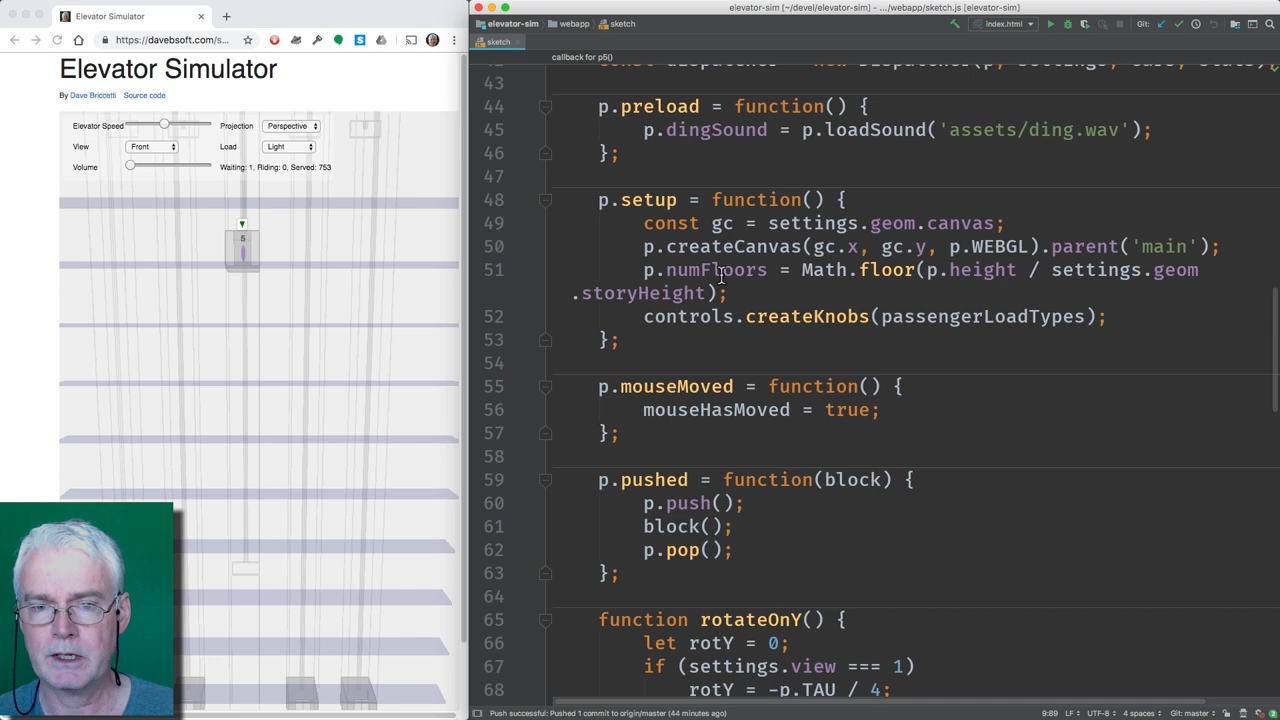 Elevator Simulator
elevator-sim [~/devel/elevator-sim] - .../webapp/sketch.js [elevator-sim]
elevator-sim
webapp
sketch
index.html
Git:
https://davebsoft.com/...
sketch
callback for p5()
Elevator Simulator
By Dave Briccetti Source code
Elevator Speed
Projection
Perspective
View
Front
Load
Light
Volume
Waiting: 1, Riding: 0, Served: 753
5
43
44 p.preload = function() {
45 p.dingSound = p.loadSound('assets/ding.wav');
46 };
47
48 p.setup = function() {
49 const gc = settings.geom.canvas;
50 p.createCanvas(gc.x, gc.y, p.WEBGL).parent('main');
51 p.numFloors = Math.floor(p.height / settings.geom
.storyHeight);
52 controls.createKnobs(passengerLoadTypes);
53 };
54
55 p.mouseMoved = function() {
56 mouseHasMoved = true;
57 };
58
59 p.pushed = function(block) {
60 p.push();
61 block();
62 p.pop();
63 };
64
65 function rotateOnY() {
66 let rotY = 0;
67 if (settings.view === 1)
68 rotY = -p.TAU / 4;
Push successful: Pushed 1 commit to origin/master (44 minutes ago)
9:89 LF UTF-8 4 spaces Git: master